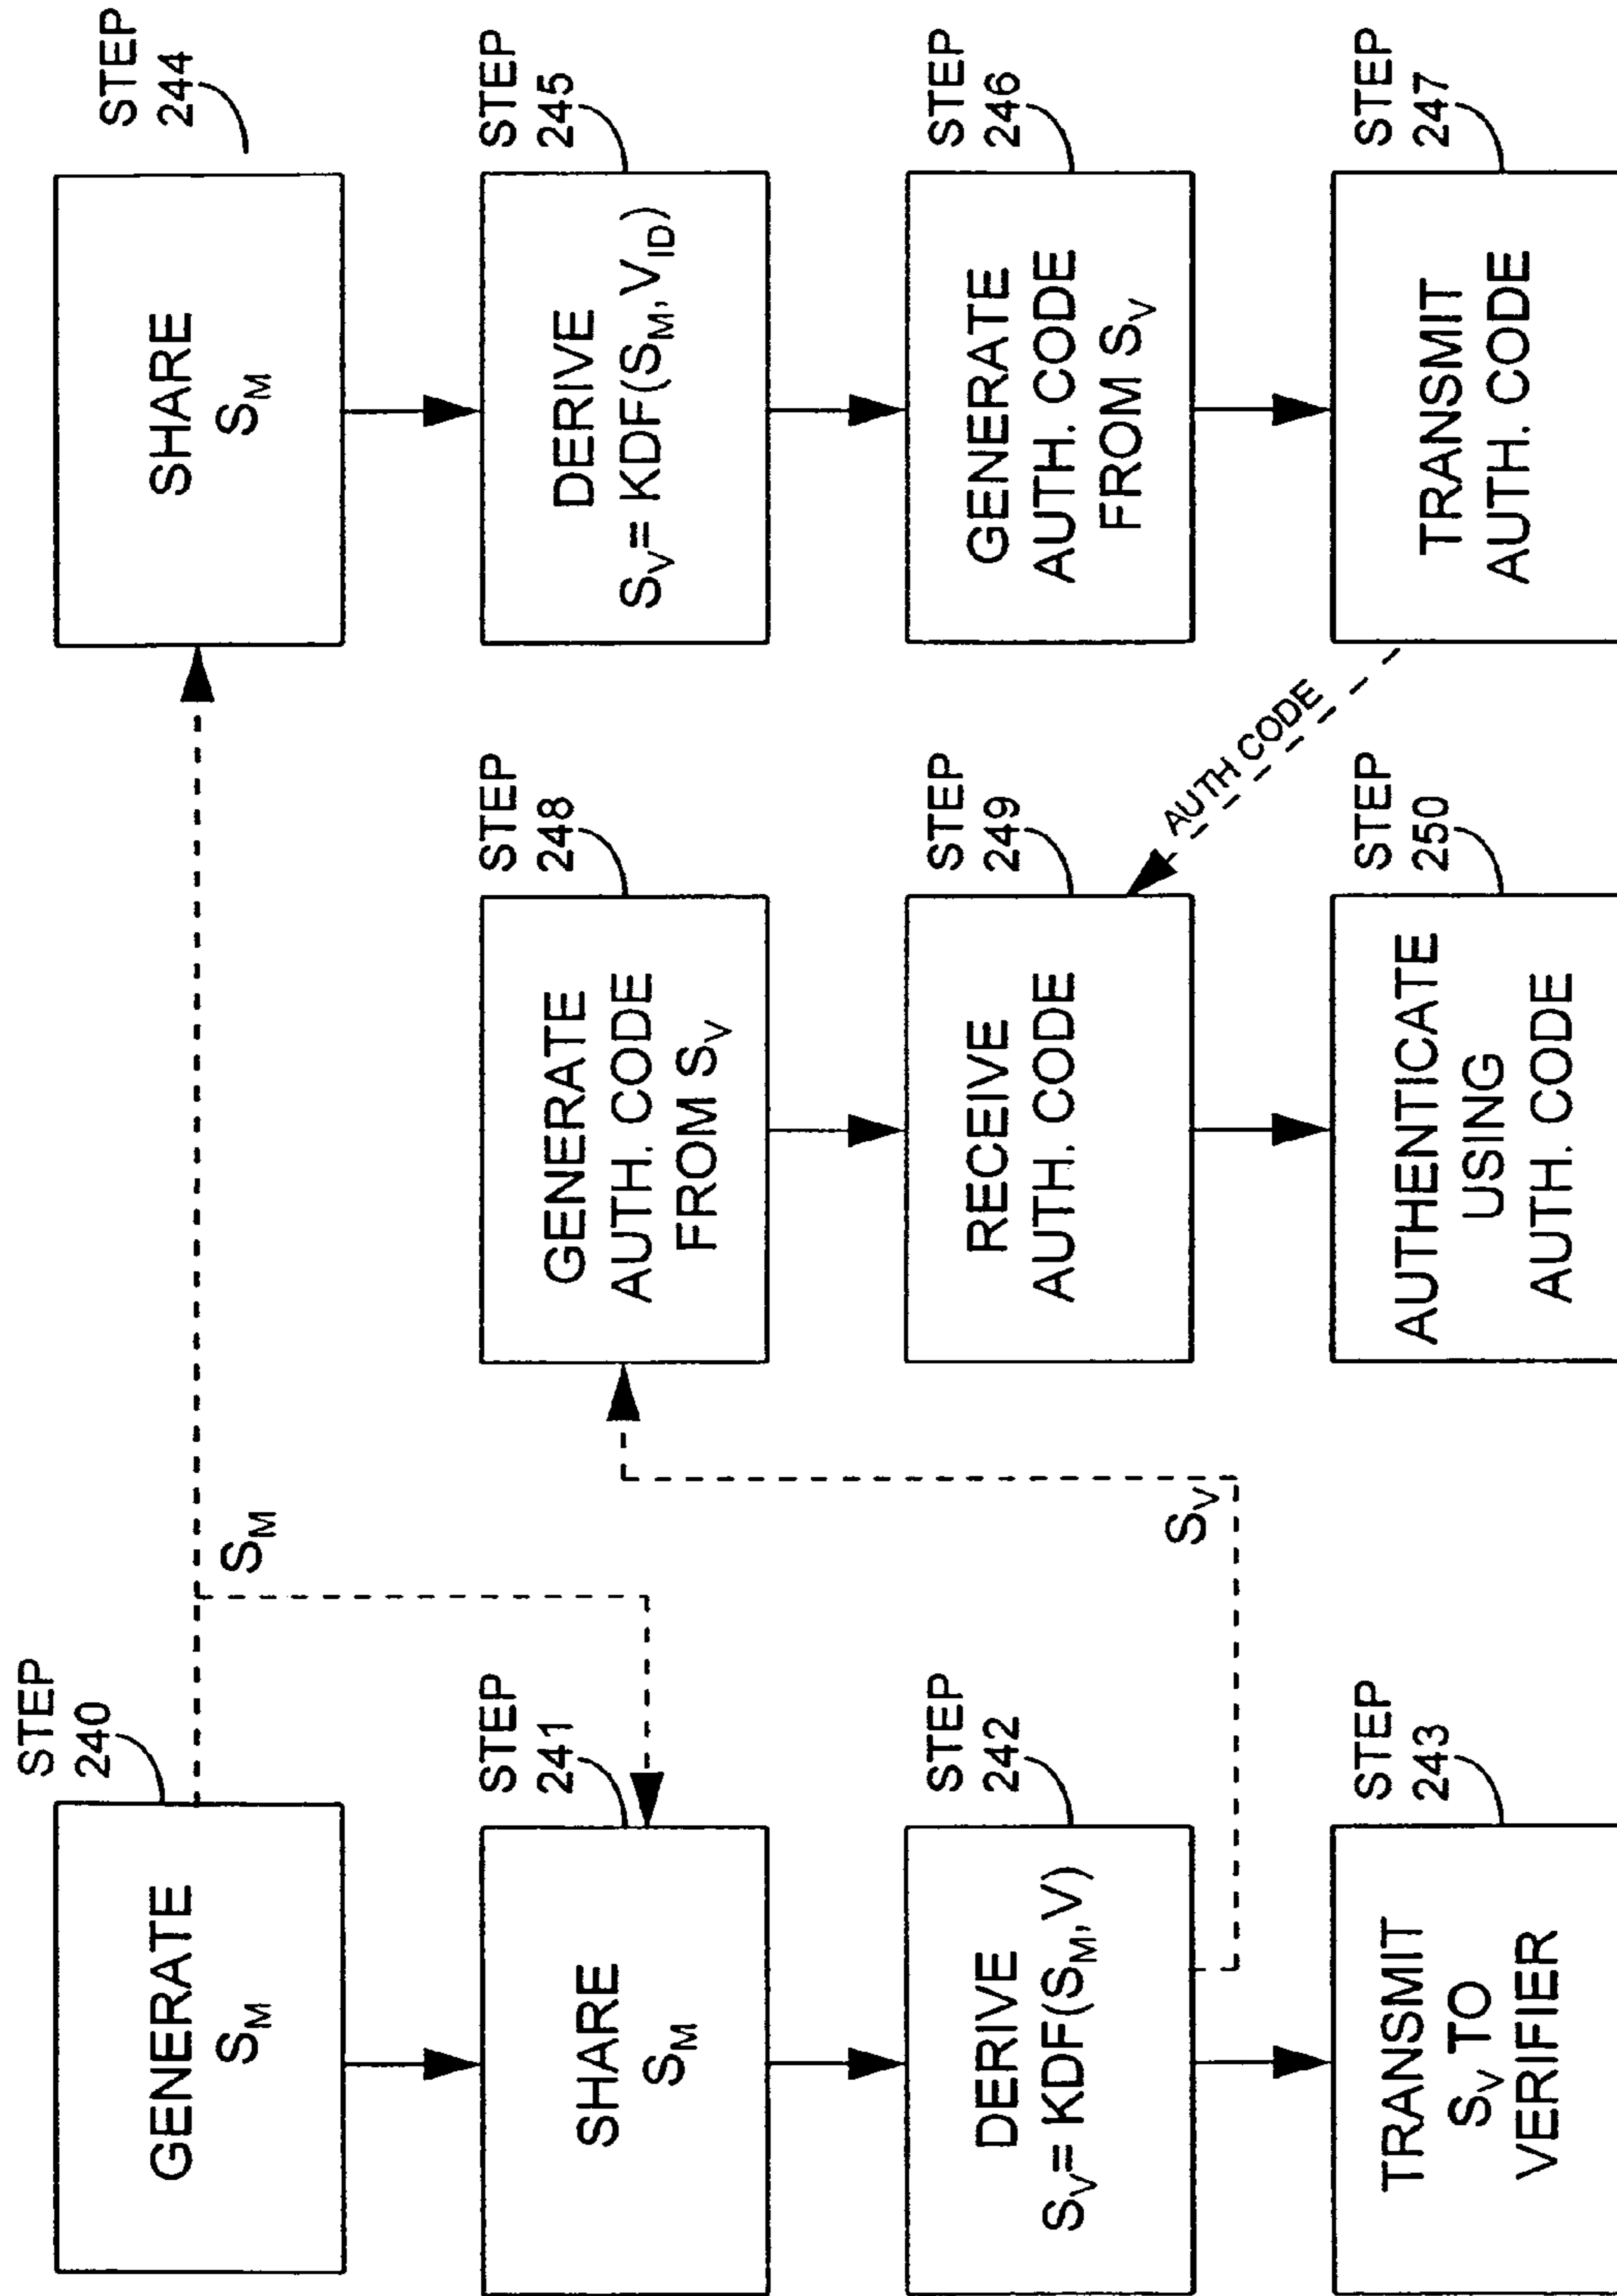 STEP
240
GENERATE
S_M
S_M
STEP
241
SHARE
S_M
STEP
242
DERIVE
S_V= KDF(S_M, V)
S_V
STEP
243
TRANSMIT
S_V TO
VERIFIER
STEP
248
GENERATE
AUTH. CODE
FROM S_V
STEP
249
RECEIVE
AUTH. CODE
AUTH CODE
STEP
250
AUTHENTICATE
USING
AUTH. CODE
STEP
244
SHARE
S_M
STEP
245
DERIVE
S_V= KDF(S_M, V_ID)
STEP
246
GENERATE
AUTH. CODE
FROM S_V
STEP
247
TRANSMIT
AUTH. CODE